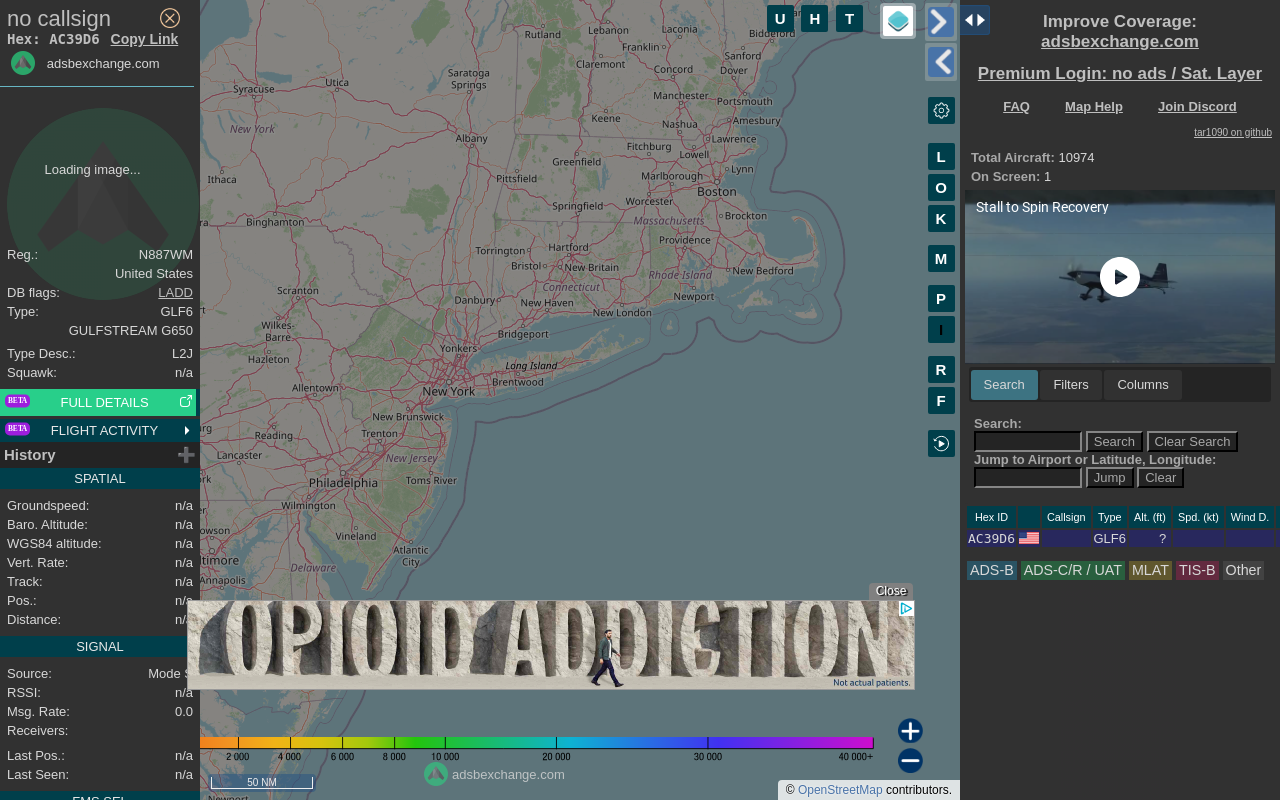 no callsign
Hex: AC39D6 Copy Link
adsbexchange.com
Loading image...
Reg.: N887WM
United States
DB flags: LADD
Type: GLF6
GULFSTREAM G650
Type Desc.: L2J
Squawk: n/a
BETA FULL DETAILS
BETA FLIGHT ACTIVITY
History
SPATIAL
Groundspeed: n/a
Baro. Altitude: n/a
WGS84 altitude: n/a
Vert. Rate: n/a
Track: n/a
Pos.: n/a
Distance: n/a
SIGNAL
Source: Mode S
RSSI: n/a
Msg. Rate: 0.0
Receivers:
Last Pos.: n/a
Last Seen: n/a
FMS SEL
U H T
L
O
K
M
P
I
R
F
Rutland
Lebanon
Laconia
Biddeford
Franklin
Sanford
Claremont
Concord
Dover
Utica
Saratoga
Springs
Syracuse
Manchester
Portsmouth
Keene
Nashua
Amesbury
New York
Albany
Lawrence
Fitchburg
Lowell
Greenfield
Lynn
Ithaca
Pittsfield
Marlborough
Boston
Worcester
Springfield
Brockton
Binghamton
Massachusetts
Providence
Torrington
Hartford
Bristol
New Britain
New Bedford
Rhode Island
Connecticut
Scranton
Danbury
New Haven
Newport
New London
Wilkes-
Barre
Bridgeport
Yonkers
Hazleton
Long Island
Brentwood
Allentown
New York
New Brunswick
Reading
Trenton
Lancaster
New Jersey
Philadelphia
Toms River
Wilmington
Vineland
Atlantic
City
Delaware
Annapolis
Close
OPIOID ADDICTION
Not actual patients.
2 000 4 000 6 000 8 000 10 000 20 000 30 000 40 000+
adsbexchange.com
50 NM
Newport
© OpenStreetMap contributors.
Improve Coverage:
adsbexchange.com
Premium Login: no ads / Sat. Layer
FAQ Map Help Join Discord
tar1090 on github
Total Aircraft: 10974
On Screen: 1
Stall to Spin Recovery
Search Filters Columns
Search:
Search Clear Search
Jump to Airport or Latitude, Longitude:
Jump Clear
Hex ID Callsign Type Alt. (ft) Spd. (kt) Wind D.
AC39D6 GLF6 ?
ADS-B ADS-C/R / UAT MLAT TIS-B Other